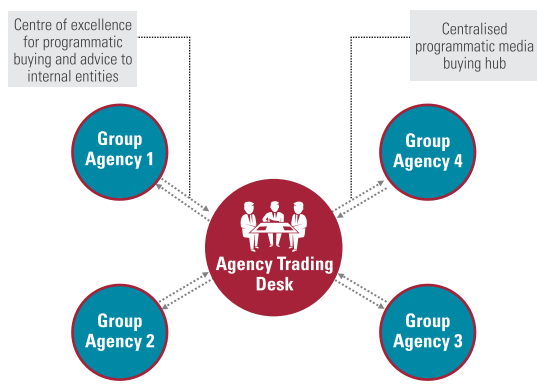 Centre of excellence
for programmatic
buying and advice to
internal entities
Centralised
programmatic media
buying hub
Group
Agency 1
Group
Agency 4
Agency Trading
Desk
Group
Agency 2
Group
Agency 3